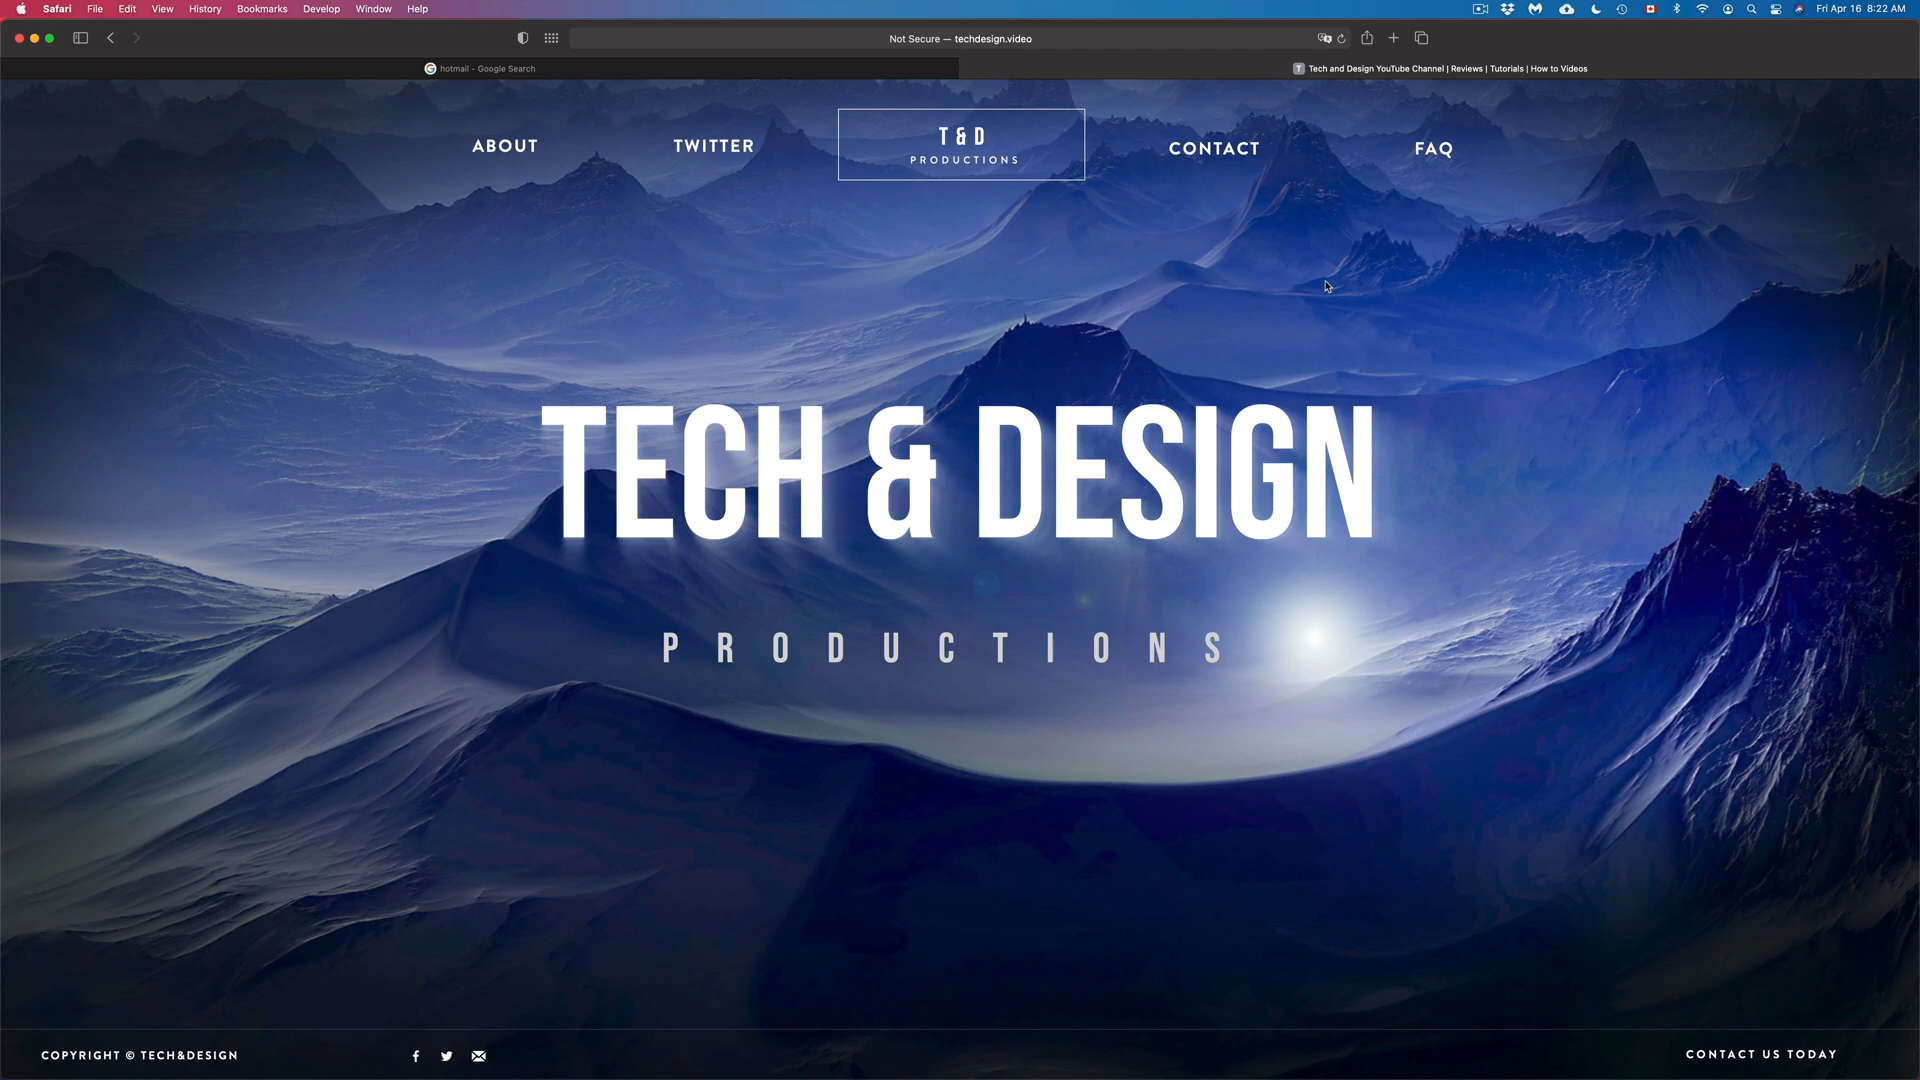 Safari File Edit View History Bookmarks Develop Window Help Fri Apr 16 8:22 AM
Not Secure — techdesign.video
hotmail - Google Search
T Tech and Design YouTube Channel | Reviews | Tutorials | How to Videos
ABOUT TWITTER T & D CONTACT FAQ
PRODUCTIONS
TECH & DESIGN
PRODUCTIONS
COPYRIGHT © TECH&DESIGN CONTACT US TODAY